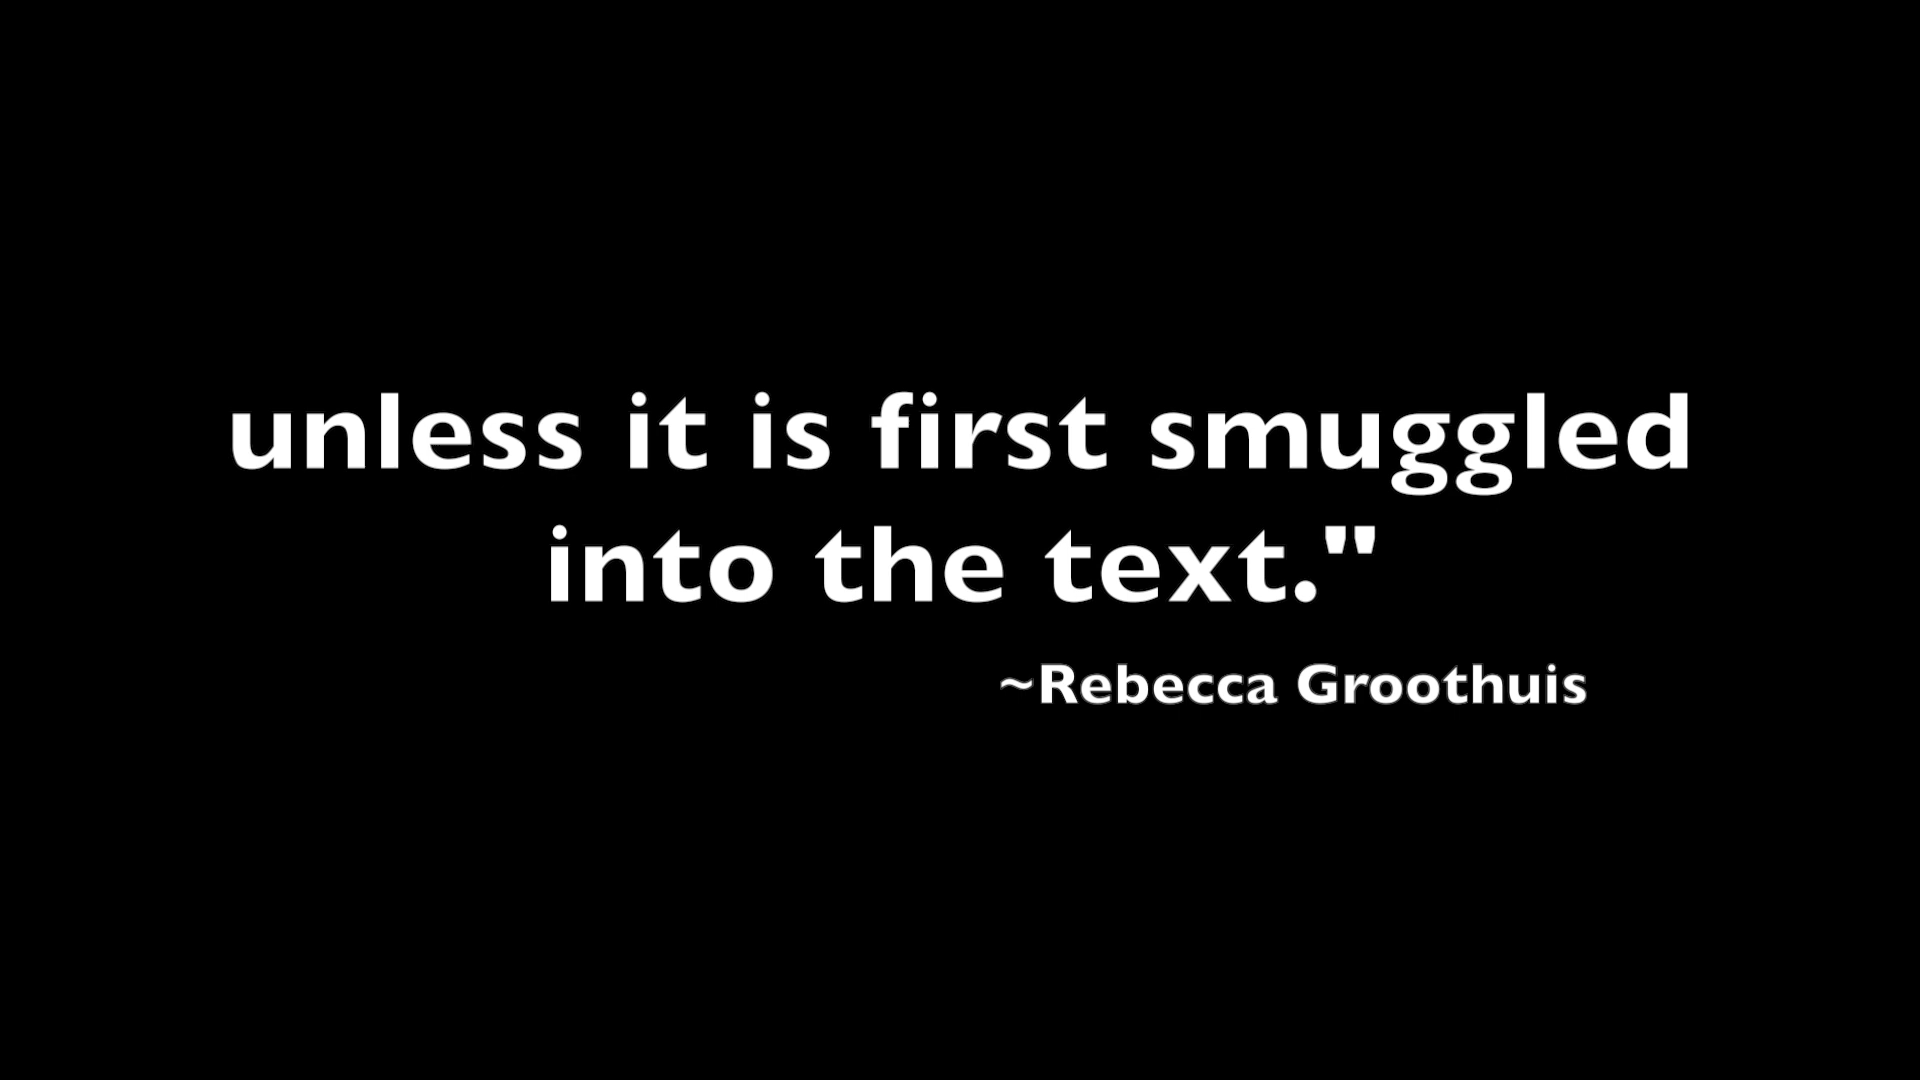 unless it is first smuggled
into the text."
~Rebecca Groothuis